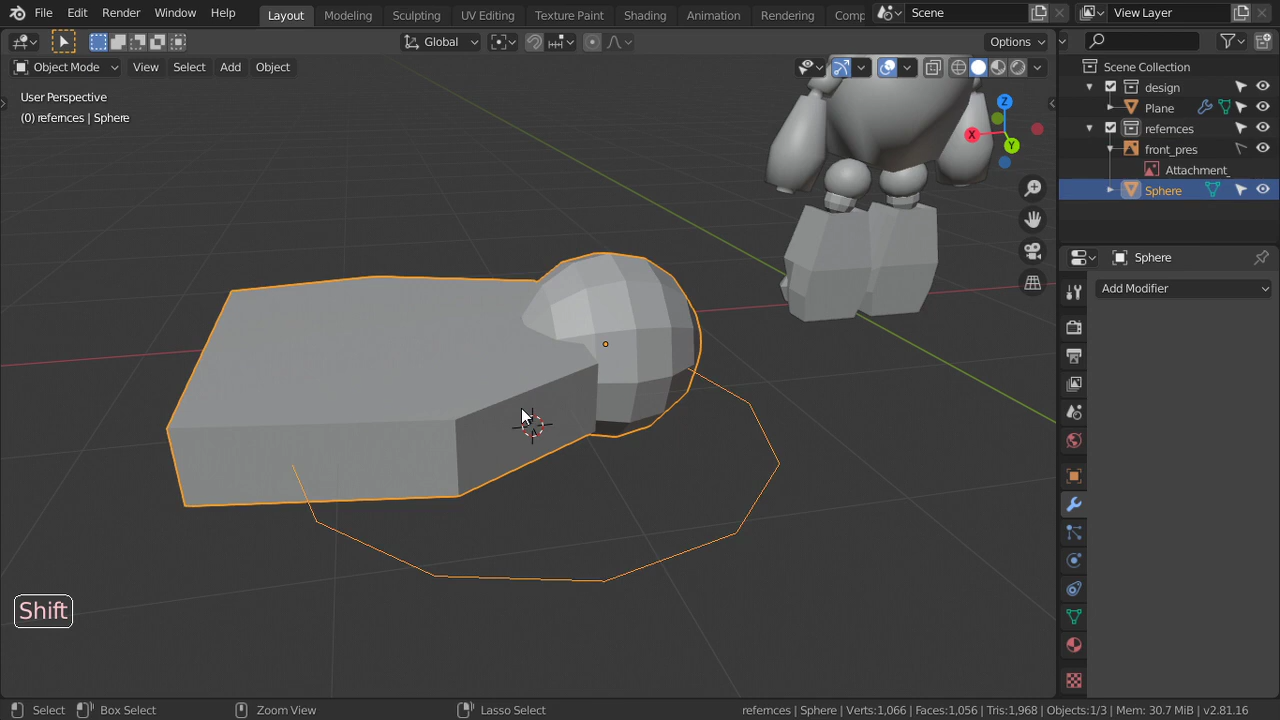 File Edit Render Window Help Layout Modeling Sculpting UV Editing Texture Paint Shading Animation Rendering Comp Scene View Layer
Global Options
Object Mode View Select Add Object
User Perspective
(0) refernces | Sphere
Z
X
Y
Scene Collection
design
Plane
refernces
front_pres
Attachment_
Sphere
Sphere
Add Modifier
Shift
Select Box Select Zoom View Lasso Select refernces | Sphere | Verts:1,066 | Faces:1,056 | Tris:1,968 | Objects:1/3 | Mem: 30.7 MiB | v2.81.16